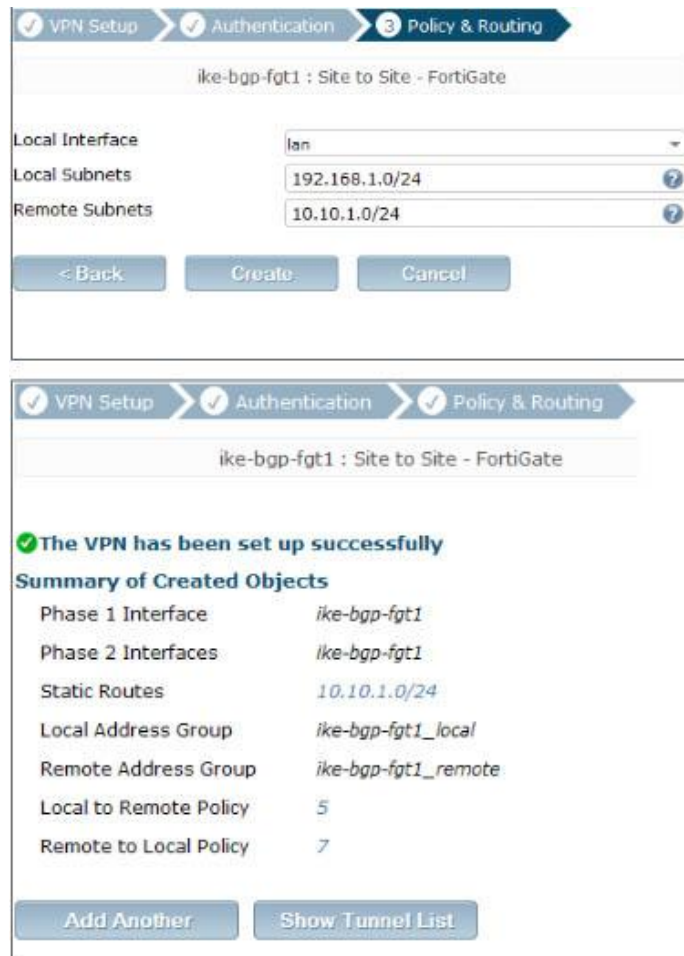 VPN Setup Authentication 3 Policy & Routing
ike-bgp-fgt1 : Site to Site - FortiGate
Local Interface lan
Local Subnets 192.168.1.0/24
Remote Subnets 10.10.1.0/24
< Back Create Cancel
VPN Setup Authentication Policy & Routing
ike-bgp-fgt1 : Site to Site - FortiGate
The VPN has been set up successfully
Summary of Created Objects
Phase 1 Interface ike-bgp-fgt1
Phase 2 Interfaces ike-bgp-fgt1
Static Routes 10.10.1.0/24
Local Address Group ike-bgp-fgt1_local
Remote Address Group ike-bgp-fgt1_remote
Local to Remote Policy 5
Remote to Local Policy 7
Add Another Show Tunnel List